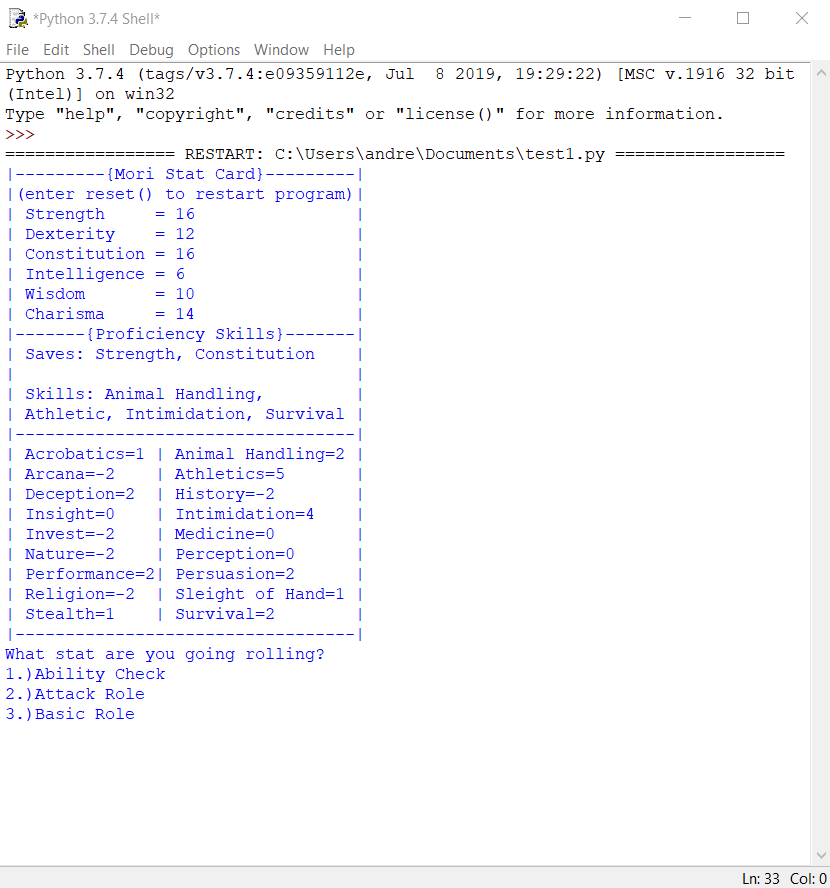 *Python 3.7.4 Shell*
File Edit Shell Debug Options Window Help
Python 3.7.4 (tags/v3.7.4:e09359112e, Jul  8 2019, 19:29:22) [MSC v.1916 32 bit
(Intel)] on win32
Type "help", "copyright", "credits" or "license()" for more information.
>>>
================= RESTART: C:\Users\andre\Documents\test1.py =================
|---------{Mori Stat Card}---------|
|(enter reset() to restart program)|
| Strength     = 16                |
| Dexterity    = 12                |
| Constitution = 16                |
| Intelligence = 6                 |
| Wisdom       = 10                |
| Charisma     = 14                |
|-------{Proficiency Skills}-------|
| Saves: Strength, Constitution    |
|                                  |
| Skills: Animal Handling,         |
| Athletic, Intimidation, Survival |
|----------------------------------|
| Acrobatics=1 | Animal Handling=2 |
| Arcana=-2    | Athletics=5       |
| Deception=2  | History=-2        |
| Insight=0    | Intimidation=4    |
| Invest=-2    | Medicine=0        |
| Nature=-2    | Perception=0      |
| Performance=2| Persuasion=2      |
| Religion=-2  | Sleight of Hand=1 |
| Stealth=1    | Survival=2        |
|----------------------------------|
What stat are you going rolling?
1.)Ability Check
2.)Attack Role
3.)Basic Role
Ln: 33 Col: 0